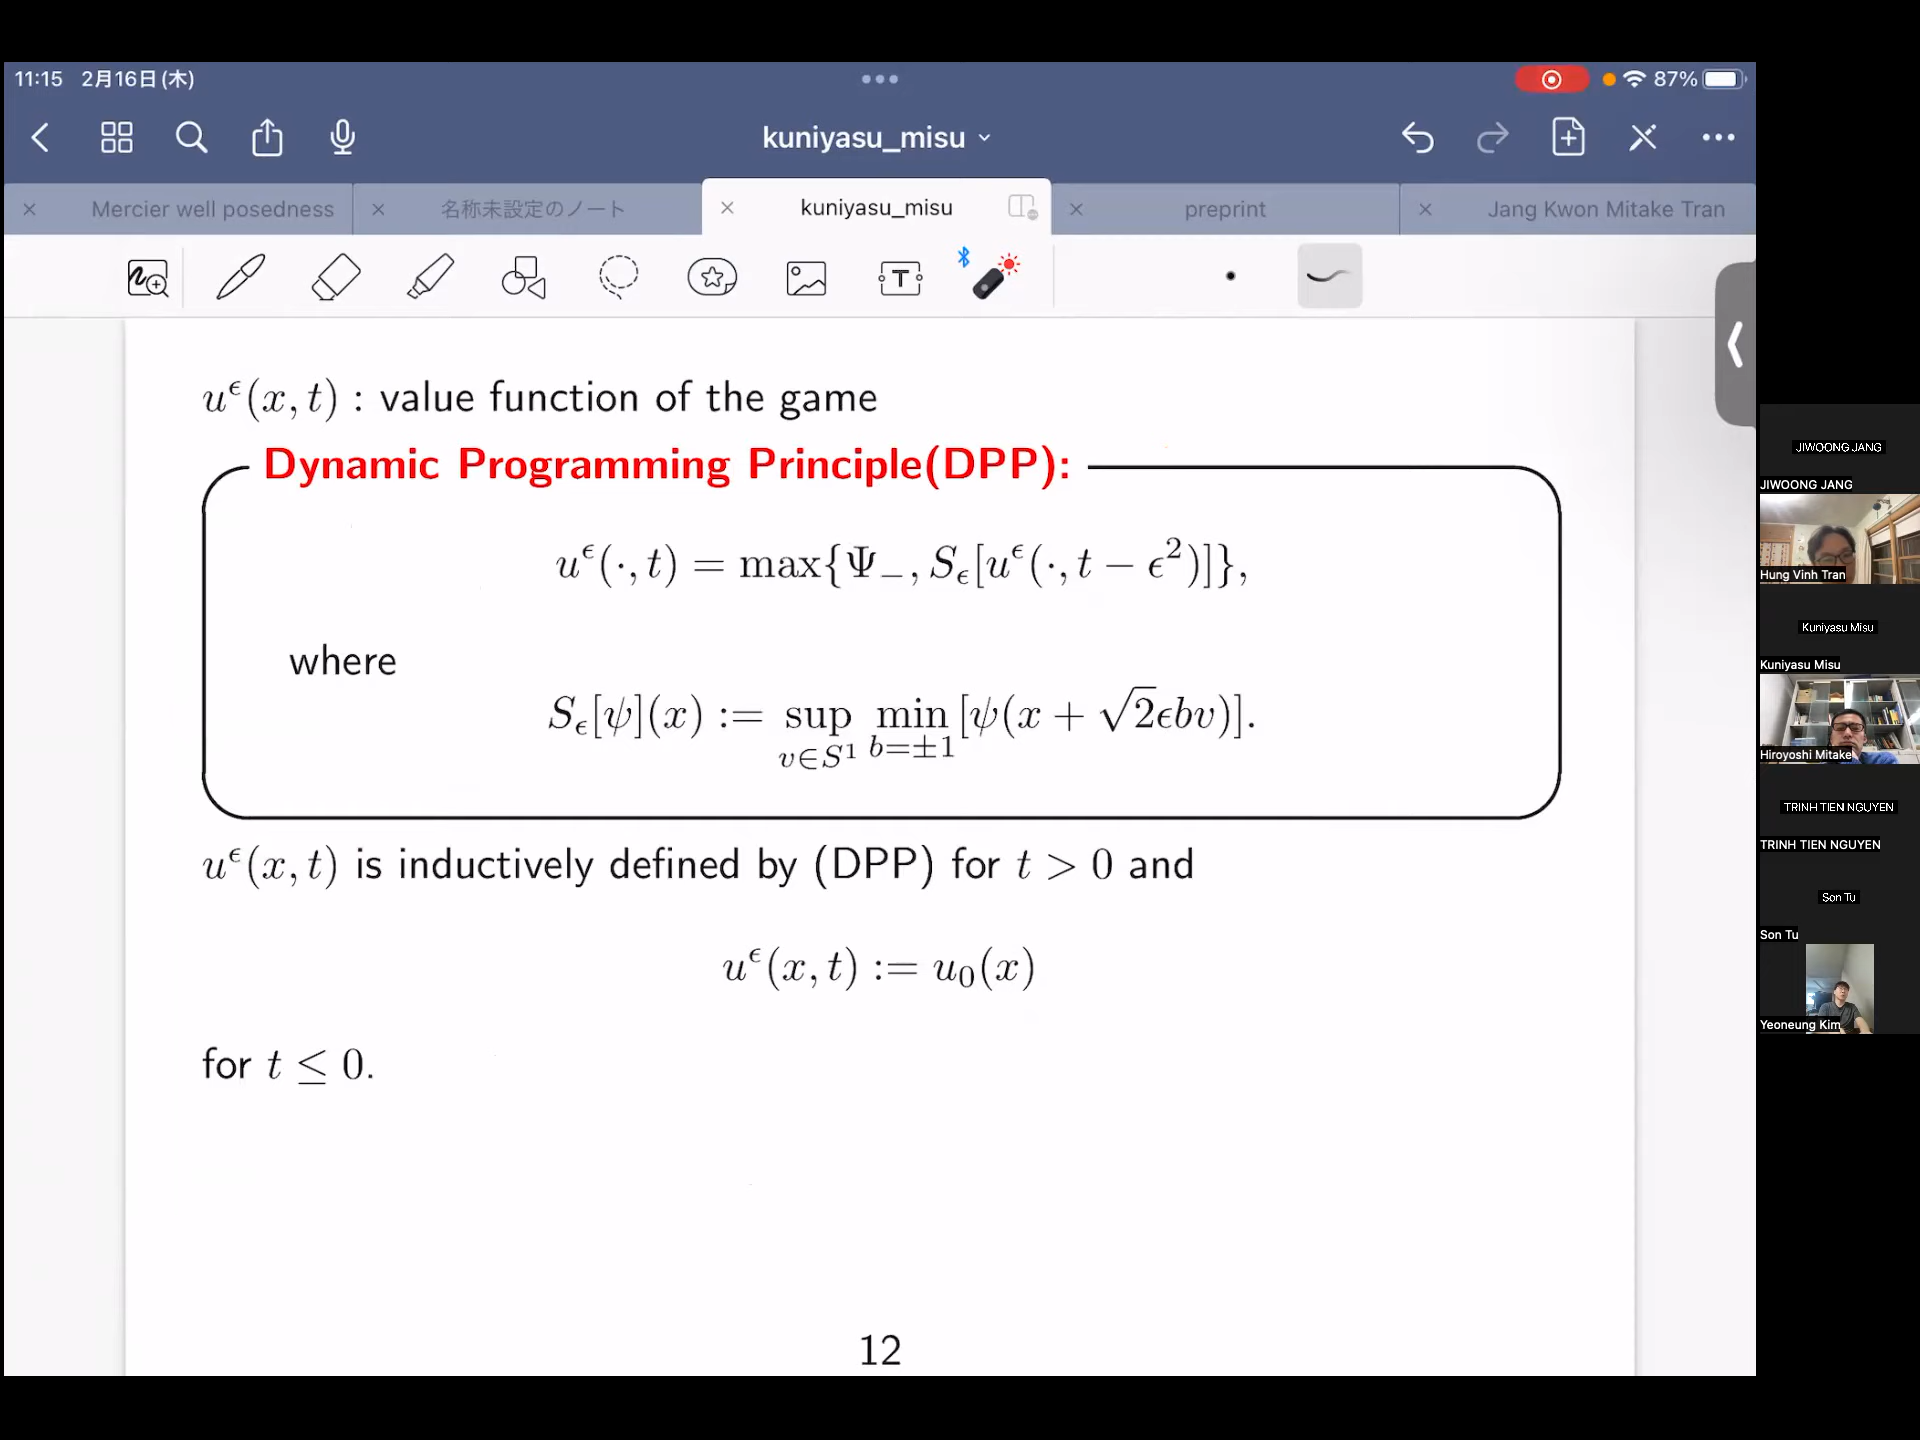 11:15 2月16日(木)
87%
kuniyasu_misu
Mercier well posedness
名称未設定のノート
kuniyasu_misu
preprint
Jang Kwon Mitake Tran
T
u^ε(x, t) : value function of the game
Dynamic Programming Principle(DPP):
u^ϵ(·, t) = max{Ψ_−, S_ϵ[u^ϵ(·, t − ϵ²)]},
where
S_ϵ[ψ](x) := sup_{v∈S¹} min_{b=±1} [ψ(x + √2ϵbv)].
u^ϵ(x, t) is inductively defined by (DPP) for t > 0 and
u^ϵ(x, t) := u₀(x)
for t ≤ 0.
12
JIWOONG JANG
JIWOONG JANG
Hung Vinh Tran
Kuniyasu Misu
Kuniyasu Misu
Hiroyoshi Mitake
TRINH TIEN NGUYEN
TRINH TIEN NGUYEN
Son Tu
Son Tu
Yeoneung Kim